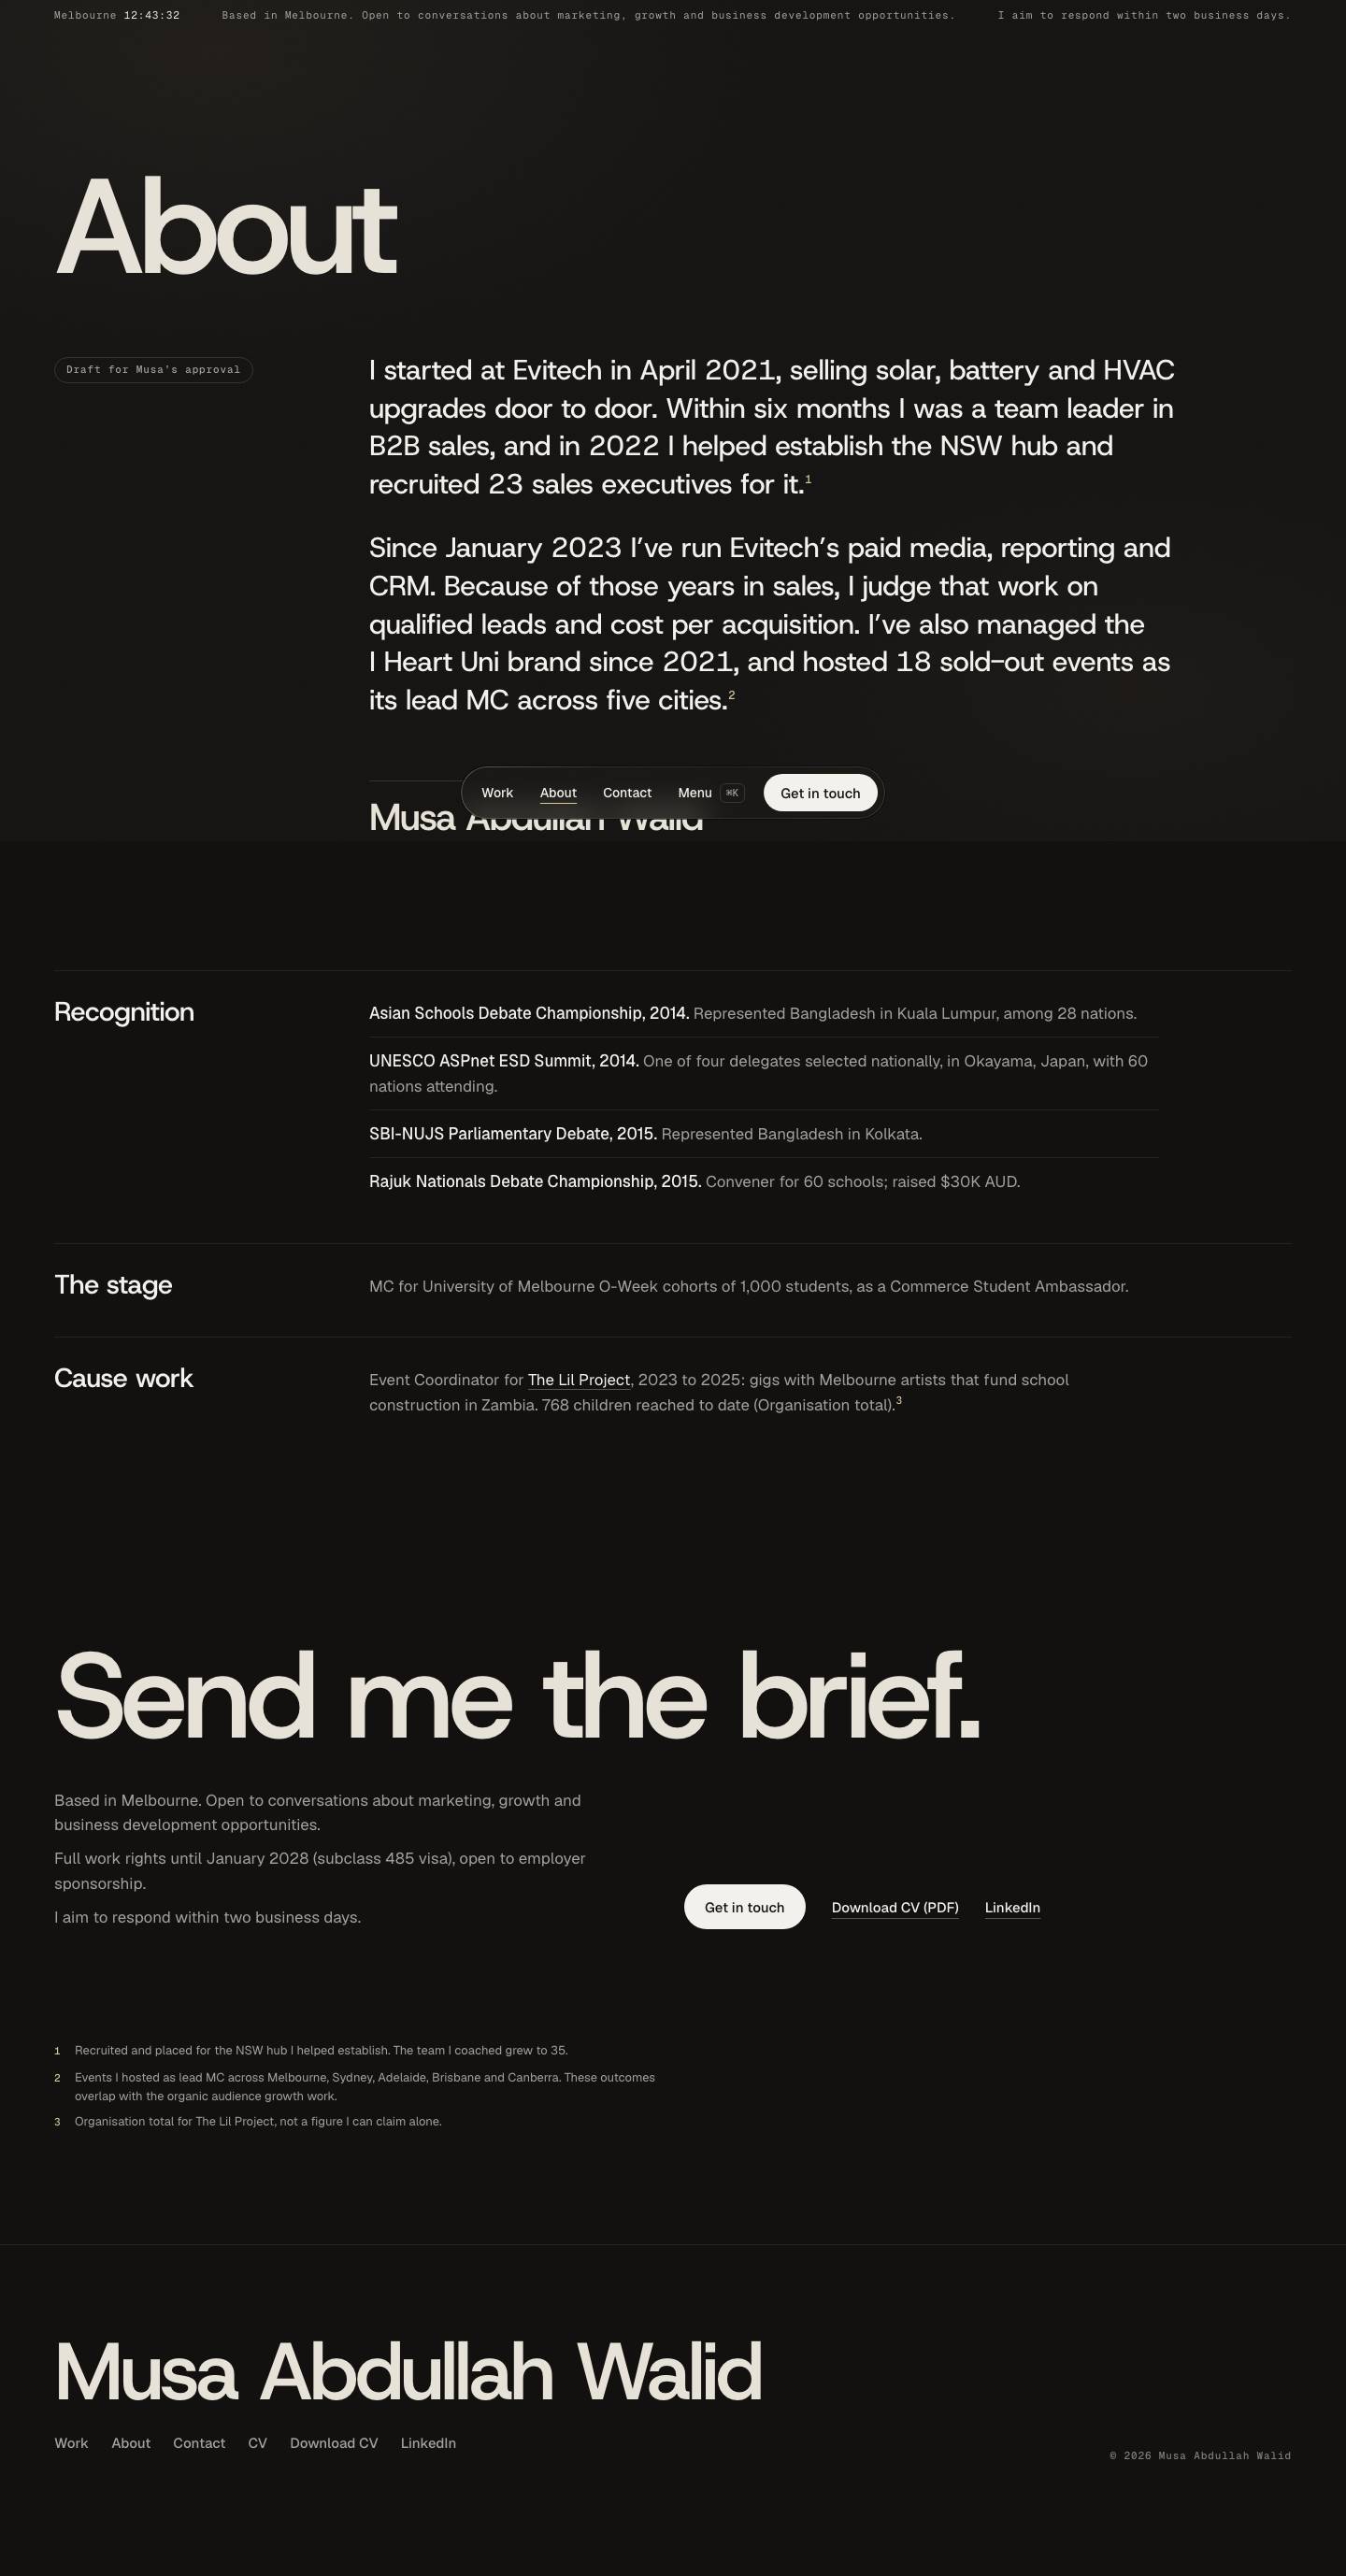 Melbourne 12:43:32
Based in Melbourne. Open to conversations about marketing, growth and business development opportunities.
I aim to respond within two business days.
About
Draft for Musa's approval
I started at Evitech in April 2021, selling solar, battery and HVAC
upgrades door to door. Within six months I was a team leader in
B2B sales, and in 2022 I helped establish the NSW hub and
recruited 23 sales executives for it.1
Since January 2023 I’ve run Evitech’s paid media, reporting and
CRM. Because of those years in sales, I judge that work on
qualified leads and cost per acquisition. I’ve also managed the
I Heart Uni brand since 2021, and hosted 18 sold-out events as
its lead MC across five cities.2
Work About Contact Menu ⌘K Get in touch
Musa Abdullah Walid
Recognition
Asian Schools Debate Championship, 2014. Represented Bangladesh in Kuala Lumpur, among 28 nations.
UNESCO ASPnet ESD Summit, 2014. One of four delegates selected nationally, in Okayama, Japan, with 60
nations attending.
SBI-NUJS Parliamentary Debate, 2015. Represented Bangladesh in Kolkata.
Rajuk Nationals Debate Championship, 2015. Convener for 60 schools; raised $30K AUD.
The stage
MC for University of Melbourne O-Week cohorts of 1,000 students, as a Commerce Student Ambassador.
Cause work
Event Coordinator for The Lil Project, 2023 to 2025: gigs with Melbourne artists that fund school
construction in Zambia. 768 children reached to date (Organisation total).3
Send me the brief.
Based in Melbourne. Open to conversations about marketing, growth and
business development opportunities.
Full work rights until January 2028 (subclass 485 visa), open to employer
sponsorship.
I aim to respond within two business days.
Get in touch Download CV (PDF) LinkedIn
1 Recruited and placed for the NSW hub I helped establish. The team I coached grew to 35.
2 Events I hosted as lead MC across Melbourne, Sydney, Adelaide, Brisbane and Canberra. These outcomes
overlap with the organic audience growth work.
3 Organisation total for The Lil Project, not a figure I can claim alone.
Musa Abdullah Walid
Work About Contact CV Download CV LinkedIn
© 2026 Musa Abdullah Walid